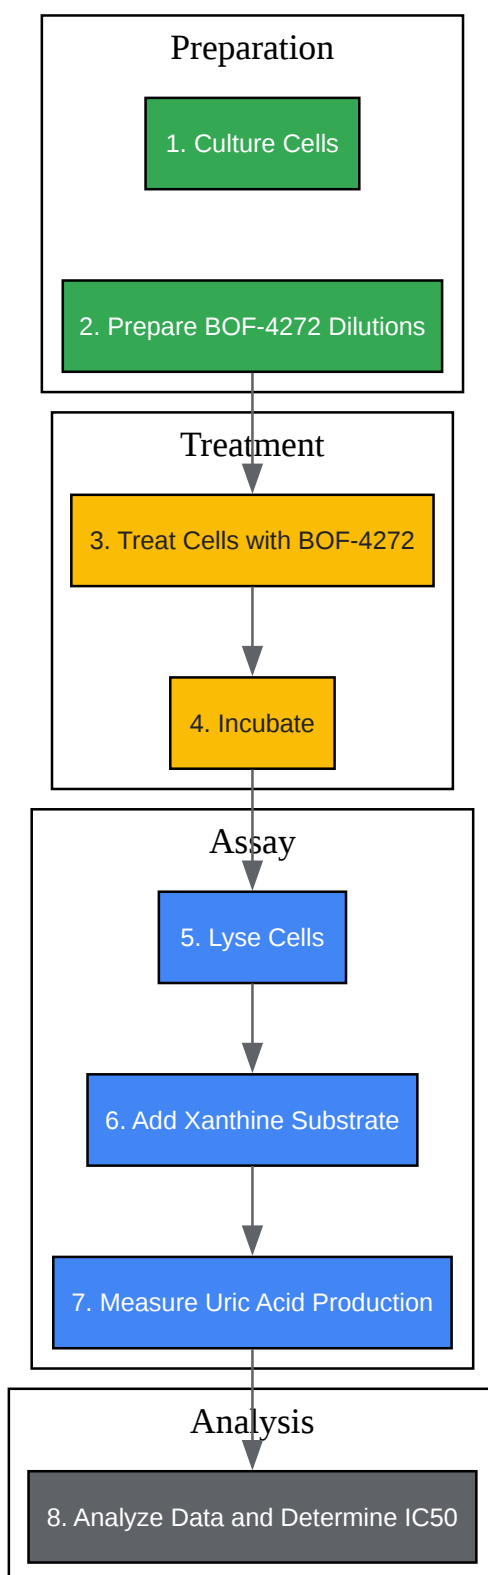 Preparation
1. Culture Cells
2. Prepare BOF-4272 Dilutions
Treatment
3. Treat Cells with BOF-4272
4. Incubate
Assay
5. Lyse Cells
6. Add Xanthine Substrate
7. Measure Uric Acid Production
Analysis
8. Analyze Data and Determine IC50